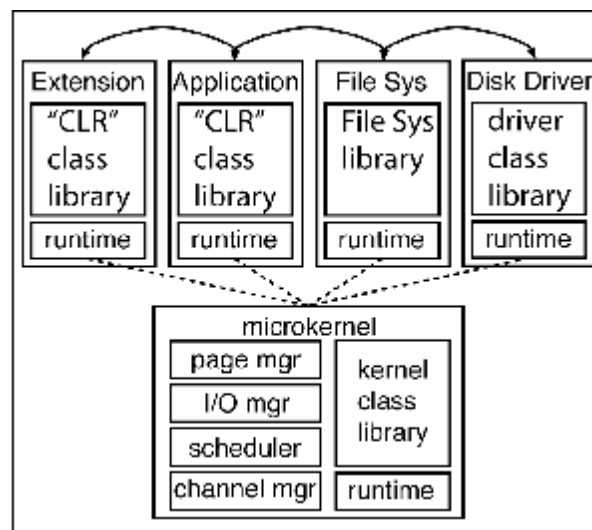 Extension
"CLR"
class
library
runtime
Application
"CLR"
class
library
runtime
File Sys
File Sys
library
runtime
Disk Driver
driver
class
library
runtime
microkernel
page mgr
I/O mgr
scheduler
channel mgr
kernel
class
library
runtime